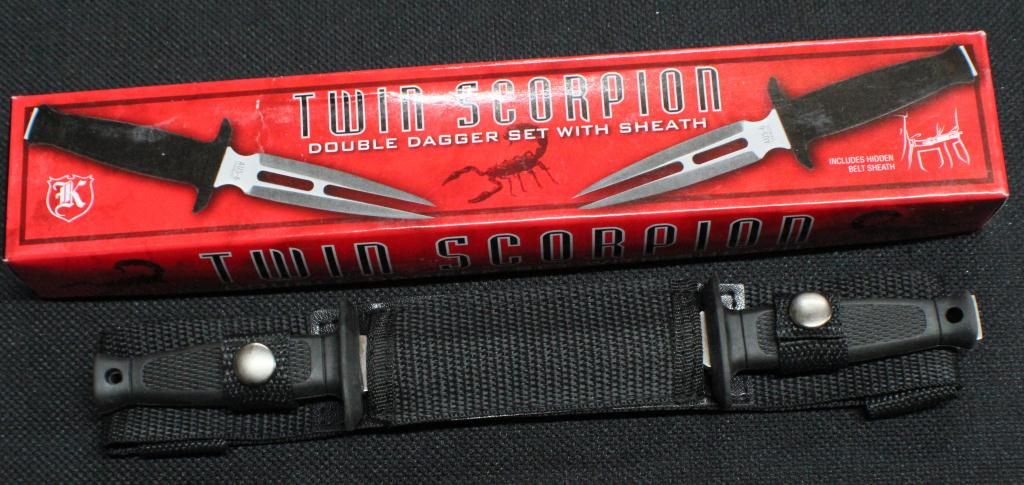 TWIN SCORPION
DOUBLE DAGGER SET WITH SHEATH
INCLUDES HIDDEN
BELT SHEATH
K
TWIN SCORPION